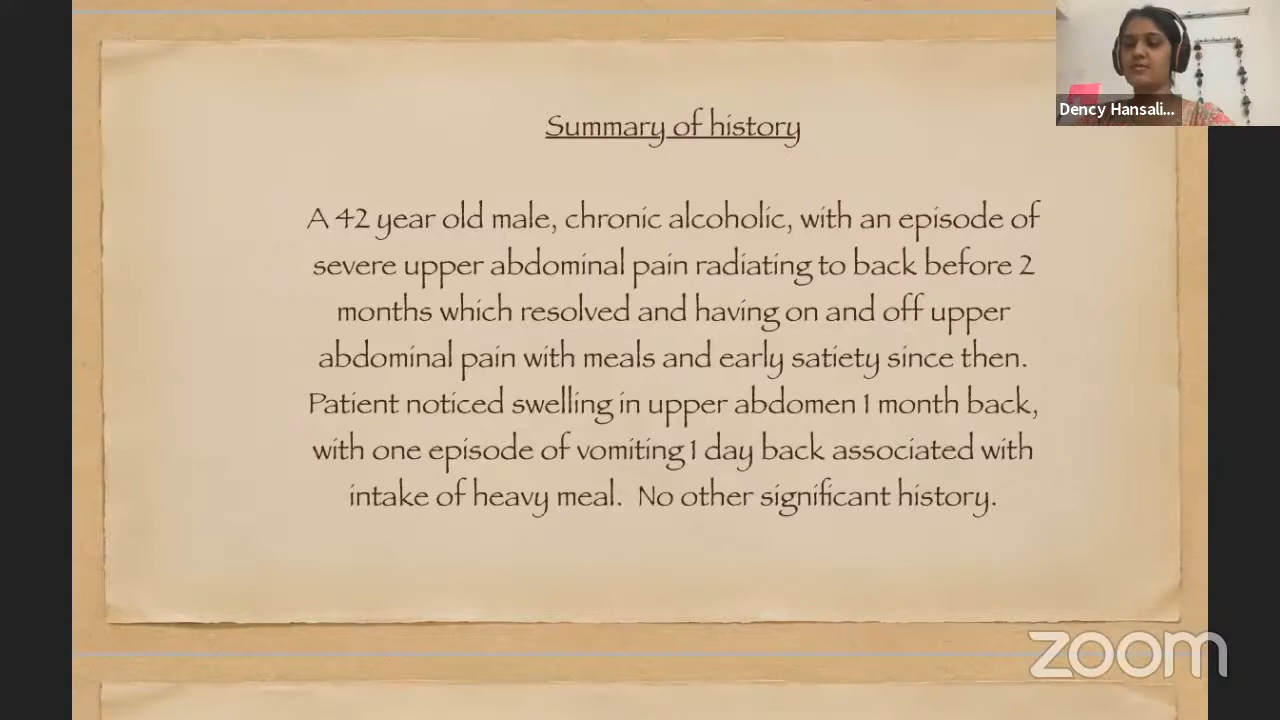 Dency Hansali...
Summary of history
A 42 year old male, chronic alcoholic, with an episode of
severe upper abdominal pain radiating to back before 2
months which resolved and having on and off upper
abdominal pain with meals and early satiety since then.
Patient noticed swelling in upper abdomen 1 month back,
with one episode of vomiting 1 day back associated with
intake of heavy meal. No other significant history.
zoom